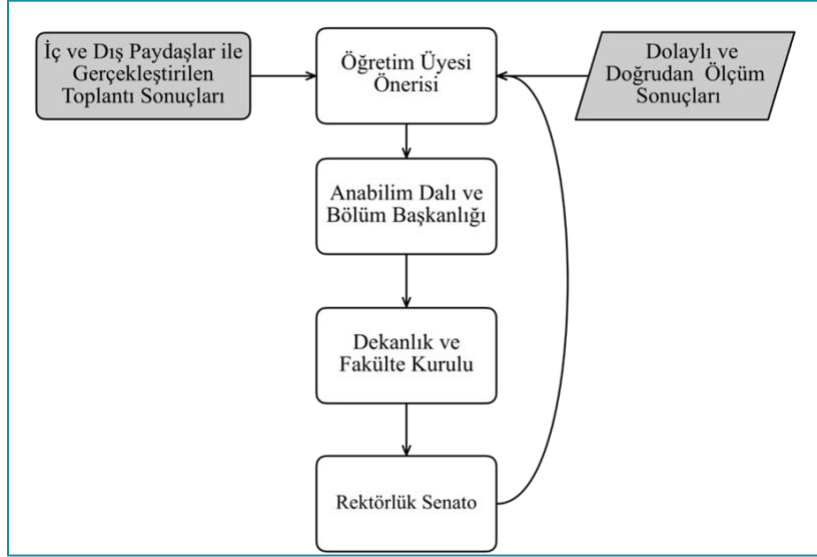 İç ve Dış Paydaşlar ile
Gerçekleştirilen
Toplantı Sonuçları
Öğretim Üyesi
Önerisi
Dolaylı ve
Doğrudan Ölçüm
Sonuçları
Anabilim Dalı ve
Bölüm Başkanlığı
Dekanlık ve
Fakülte Kurulu
Rektörlük Senato